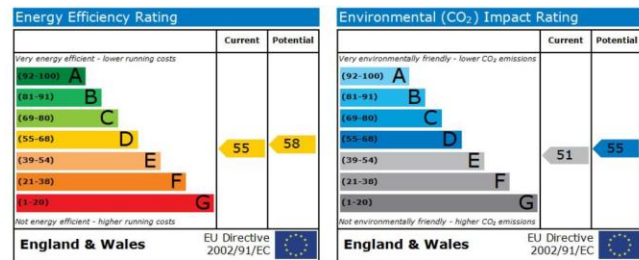 Energy Efficiency Rating
Current Potential
Very energy efficient - lower running costs
(92-100) A
(81-91) B
(69-80) C
(55-68) D
55 58
(39-54) E
(21-38) F
(1-20) G
Not energy efficient - higher running costs
England & Wales
EU Directive
2002/91/EC
Environmental (CO₂) Impact Rating
Current Potential
Very environmentally friendly - lower CO₂ emissions
(92-100) A
(81-91) B
(69-80) C
(55-68) D
(39-54) E
51 55
(21-38) F
(1-20) G
Not environmentally friendly - higher CO₂ emissions
England & Wales
EU Directive
2002/91/EC